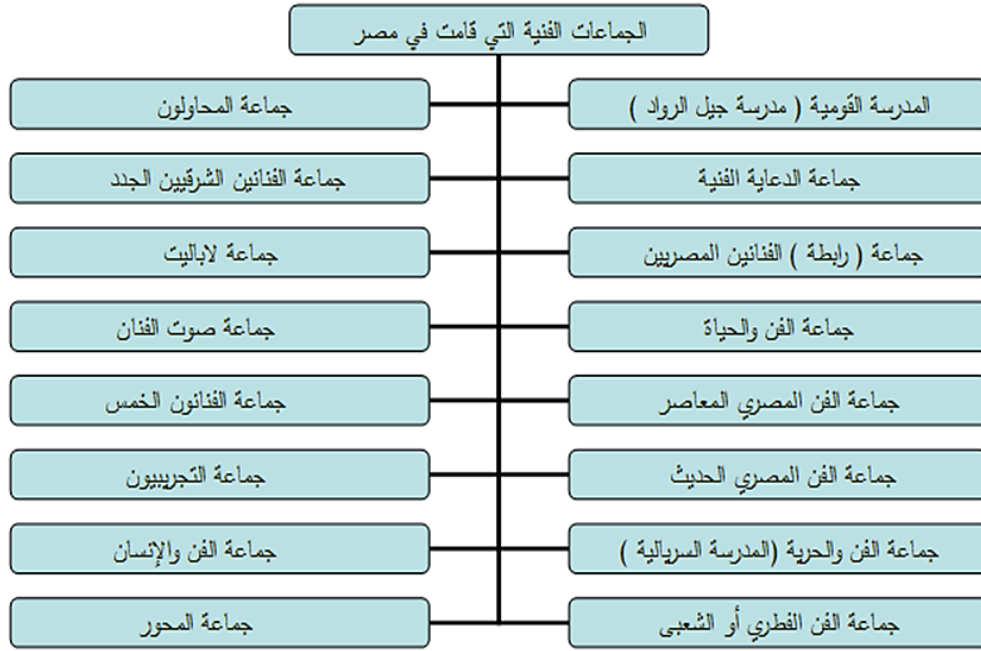 الجماعات الفنية التي قامت في مصر
المدرسة القومية ( مدرسة جيل الرواد )
جماعة المحاولون
جماعة الدعاية الفنية
جماعة الفنانين الشرقيين الجدد
جماعة ( رابطة ) الفنانين المصريين
جماعة لاباليت
جماعة الفن والحياة
جماعة صوت الفنان
جماعة الفن المصري المعاصر
جماعة الفنانون الخمس
جماعة الفن المصري الحديث
جماعة التجريبيون
جماعة الفن والحرية (المدرسة السريالية )
جماعة الفن والإنسان
جماعة الفن الفطري أو الشعبى
جماعة المحور